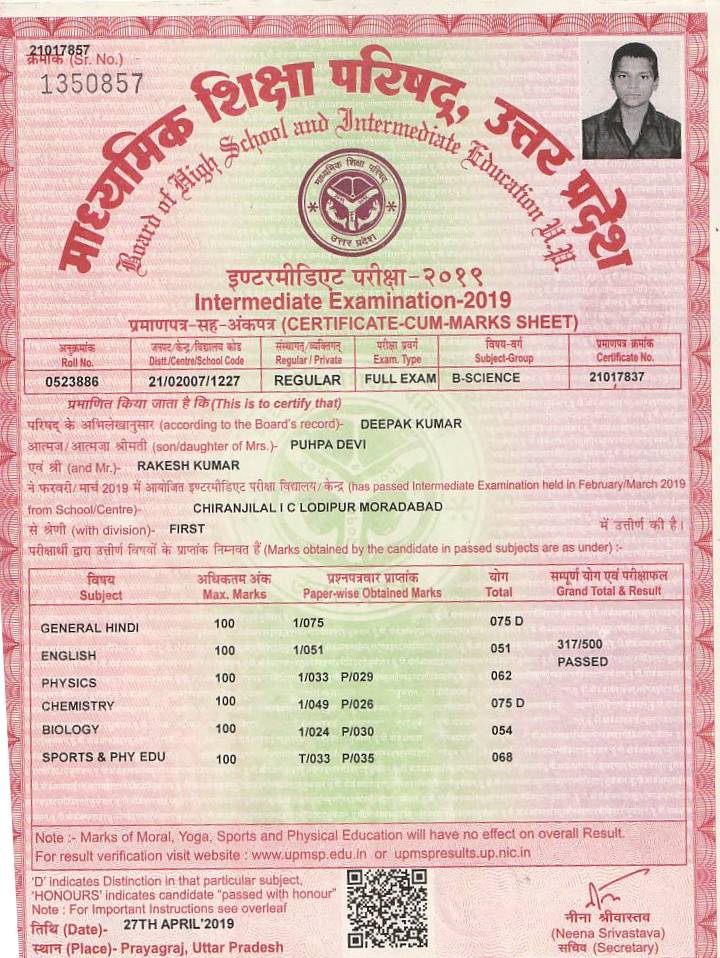 21017857
क्रमांक (Sr. No.)
1350857
माध्यमिक शिक्षा परिषद्, उत्तर प्रदेश
Board of High School and Intermediate Education U.P.
माध्यमिक शिक्षा परिषद्
उत्तर प्रदेश
इण्टरमीडिएट परीक्षा-२०१९
Intermediate Examination-2019
प्रमाणपत्र-सह-अंकपत्र (CERTIFICATE-CUM-MARKS SHEET)
अनुक्रमांक जनपद/केन्द्र/विद्यालय कोड संस्थागत/व्यक्तिगत् परीक्षा प्रवर्ग विषय-वर्ग प्रमाणपत्र क्रमांक
Roll No. Distt./Centre/School Code Regular / Private Exam. Type Subject-Group Certificate No.
0523886 21/02007/1227 REGULAR FULL EXAM B-SCIENCE 21017837
प्रमाणित किया जाता है कि (This is to certify that)
परिषद् के अभिलेखानुसार (according to the Board's record)- DEEPAK KUMAR
आत्मज/आत्मजा श्रीमती (son/daughter of Mrs.)- PUHPA DEVI
एवं श्री (and Mr.)- RAKESH KUMAR
ने फरवरी/मार्च 2019 में आयोजित इण्टरमीडिएट परीक्षा विद्यालय/केन्द्र (has passed Intermediate Examination held in February/March 2019
from School/Centre)- CHIRANJILAL I C LODIPUR MORADABAD
से श्रेणी (with division)- FIRST में उत्तीर्ण की है।
परीक्षार्थी द्वारा उत्तीर्ण विषयों के प्राप्तांक निम्नवत हैं (Marks obtained by the candidate in passed subjects are as under) :-
विषय अधिकतम अंक प्रश्नपत्रवार प्राप्तांक योग सम्पूर्ण योग एवं परीक्षाफल
Subject Max. Marks Paper-wise Obtained Marks Total Grand Total & Result
GENERAL HINDI 100 1/075 075 D
ENGLISH 100 1/051 051 317/500
PASSED
PHYSICS 100 1/033 P/029 062
CHEMISTRY 100 1/049 P/026 075 D
BIOLOGY 100 1/024 P/030 054
SPORTS & PHY EDU 100 T/033 P/035 068
Note :- Marks of Moral, Yoga, Sports and Physical Education will have no effect on overall Result.
For result verification visit website : www.upmsp.edu.in or upmspresults.up.nic.in
'D' indicates Distinction in that particular subject,
'HONOURS' indicates candidate "passed with honour"
Note : For Important Instructions see overleaf
तिथि (Date)- 27TH APRIL'2019
स्थान (Place)- Prayagraj, Uttar Pradesh
नीना श्रीवास्तव
(Neena Srivastava)
सचिव (Secretary)